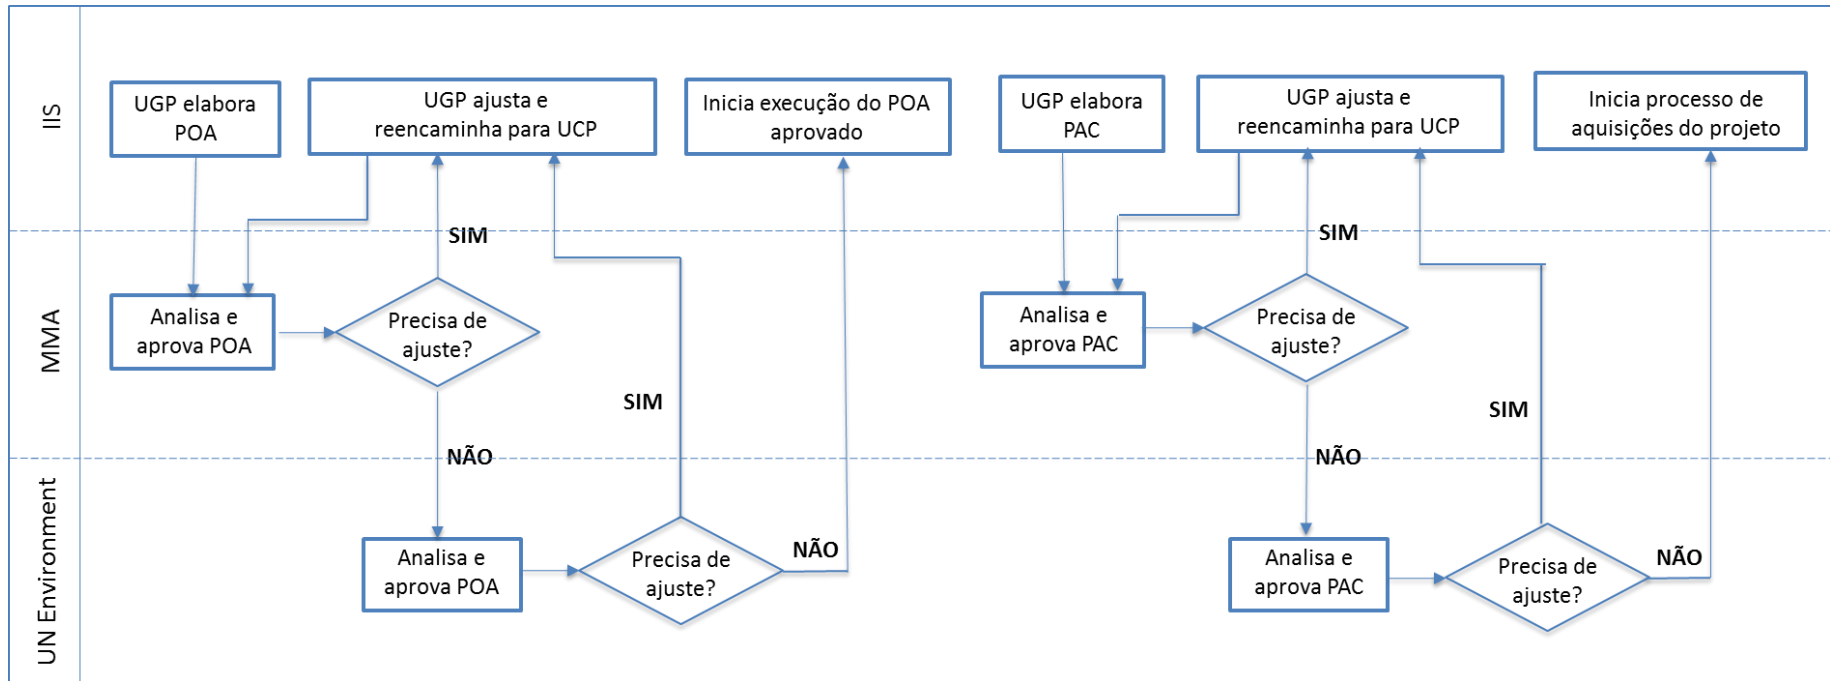 IIS
UGP elabora
POA
UGP ajusta e
reencaminha para UCP
Inicia execução do POA
aprovado
UGP elabora
PAC
UGP ajusta e
reencaminha para UCP
Inicia processo de
aquisições do projeto
SIM
SIM
MMA
Analisa e
aprova POA
Precisa de
ajuste?
SIM
Analisa e
aprova PAC
Precisa de
ajuste?
SIM
NÃO
NÃO
UN Environment
Analisa e
aprova POA
Precisa de
ajuste?
NÃO
Analisa e
aprova PAC
Precisa de
ajuste?
NÃO